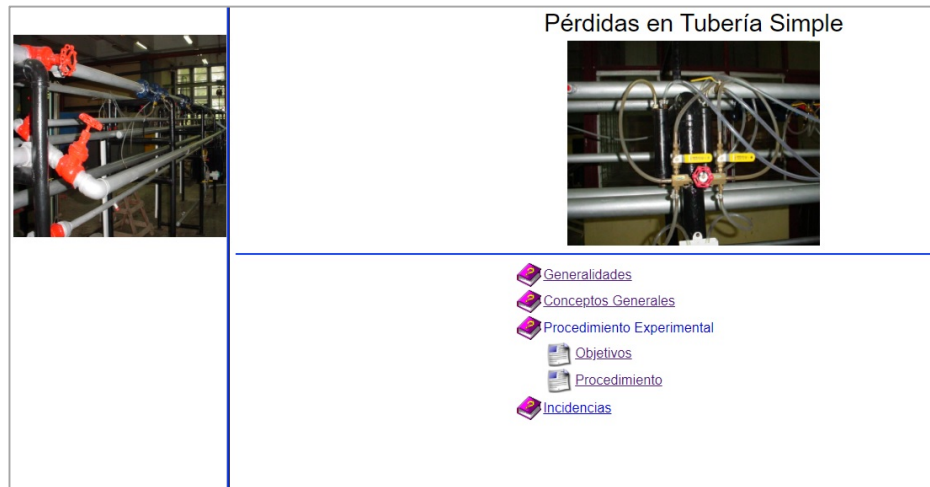 Pérdidas en Tubería Simple
Generalidades
Conceptos Generales
Procedimiento Experimental
Objetivos
Procedimiento
Incidencias